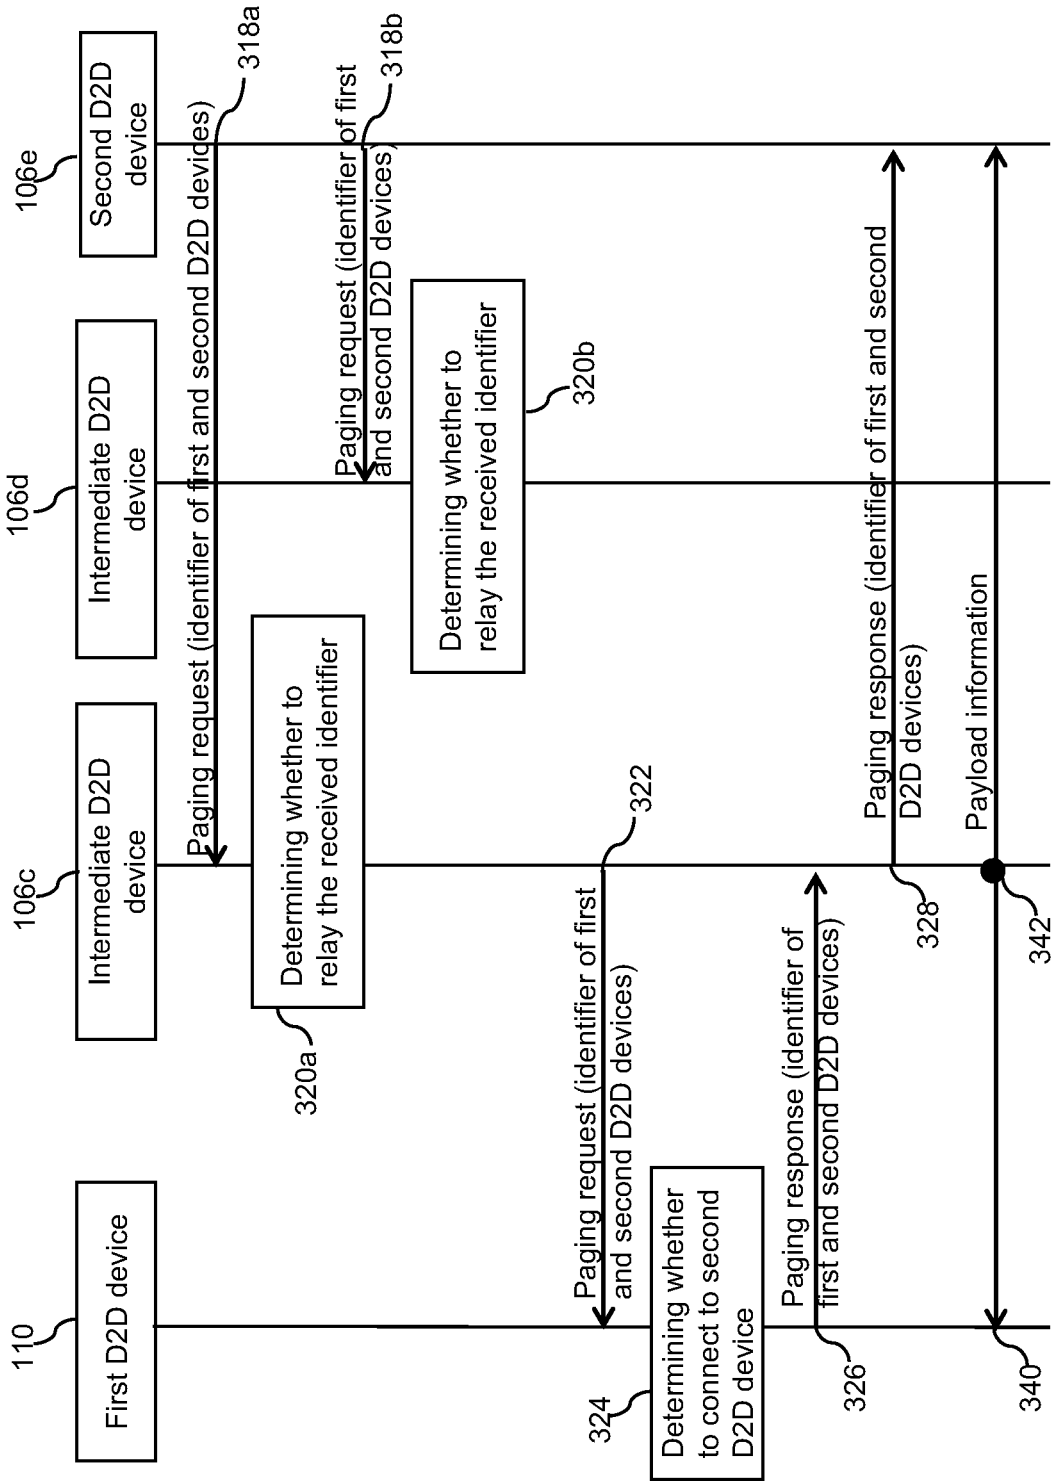 110
106c
106d
106e
First D2D device
Intermediate D2D
device
Intermediate D2D
device
Second D2D
device
Paging request (identifier of first and second D2D devices)
318a
320a
Determining whether to
relay the received identifier
Paging request (identifier of first
and second D2D devices)
318b
Determining whether to
relay the received identifier
320b
Paging request (identifier of first
and second D2D devices)
322
324
Determining whether
to connect to second
D2D device
Paging response (identifier of
first and second D2D devices)
326
Paging response (identifier of first and second
D2D devices)
328
Payload information
340
342